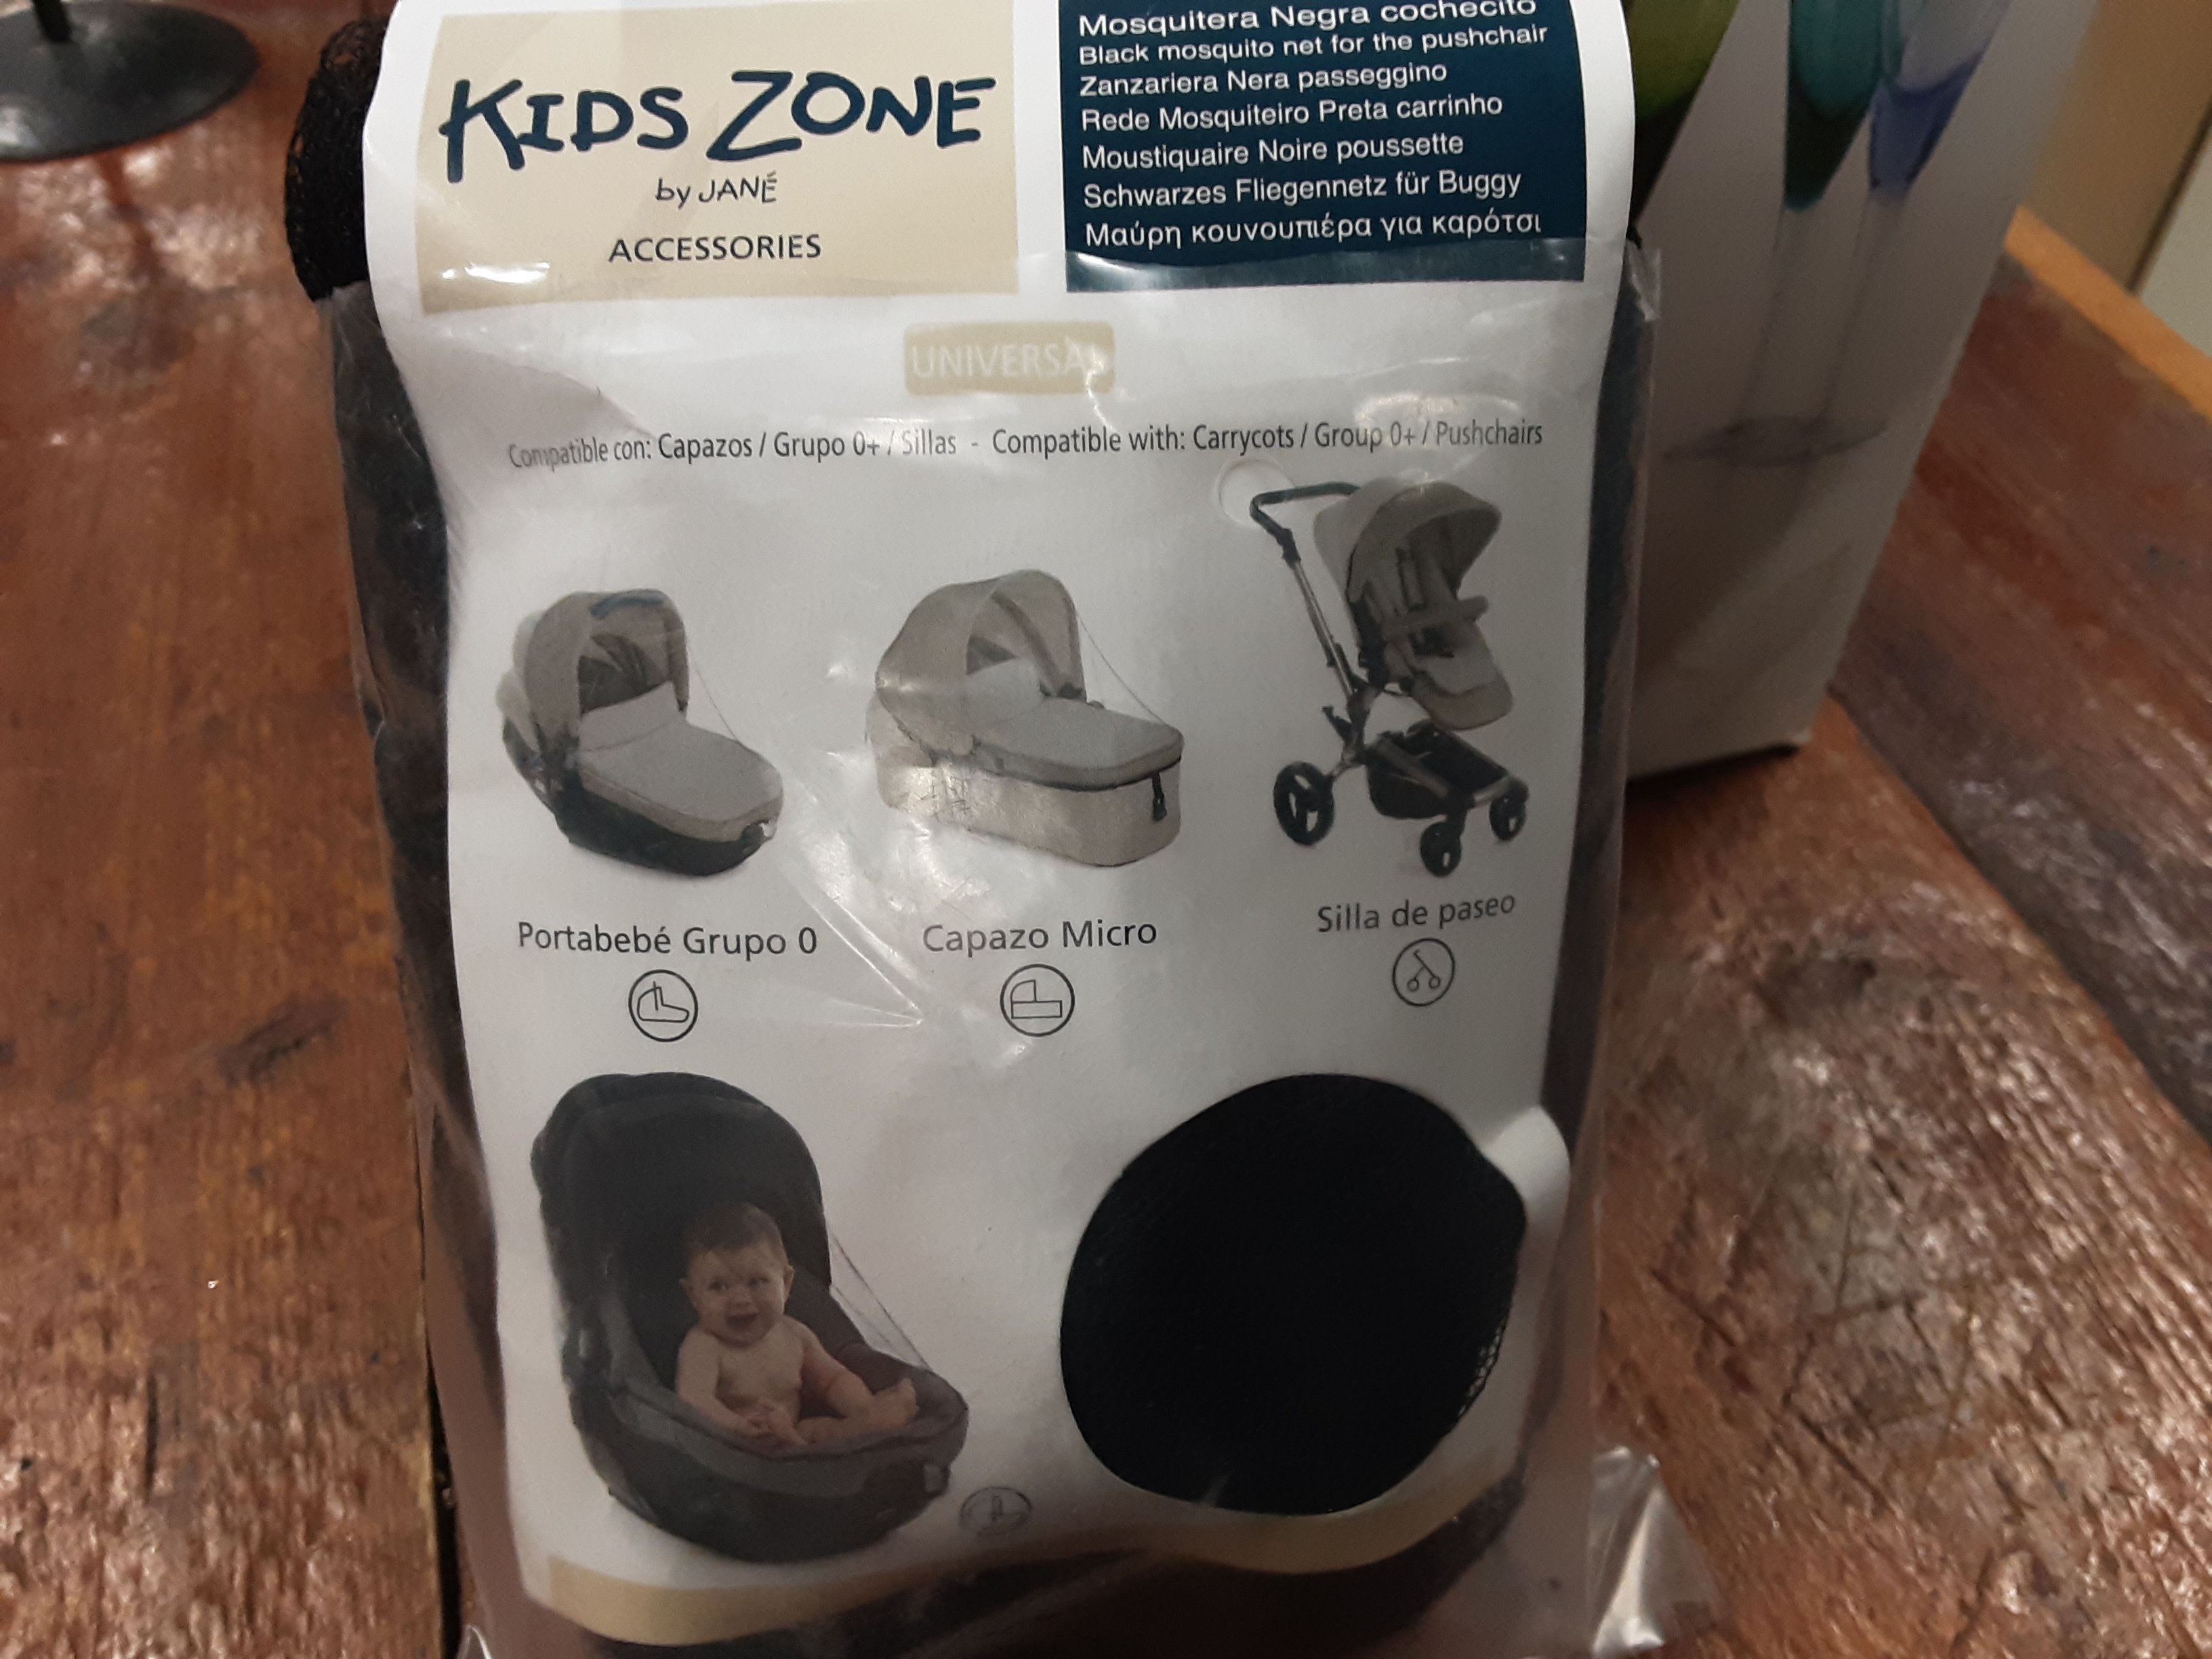 KIDS ZONE
by JANÉ
ACCESSORIES
Mosquitera Negra cochecito
Black mosquito net for the pushchair
Zanzariera Nera passeggino
Rede Mosquiteiro Preta carrinho
Moustiquaire Noire poussette
Schwarzes Fliegennetz für Buggy
Μαύρη κουνουπιέρα για καρότσι
UNIVERSAL
Compatible con: Capazos / Grupo 0+ / Sillas - Compatible with: Carrycots / Group 0+ / Pushchairs
Portabebé Grupo 0
Capazo Micro
Silla de paseo